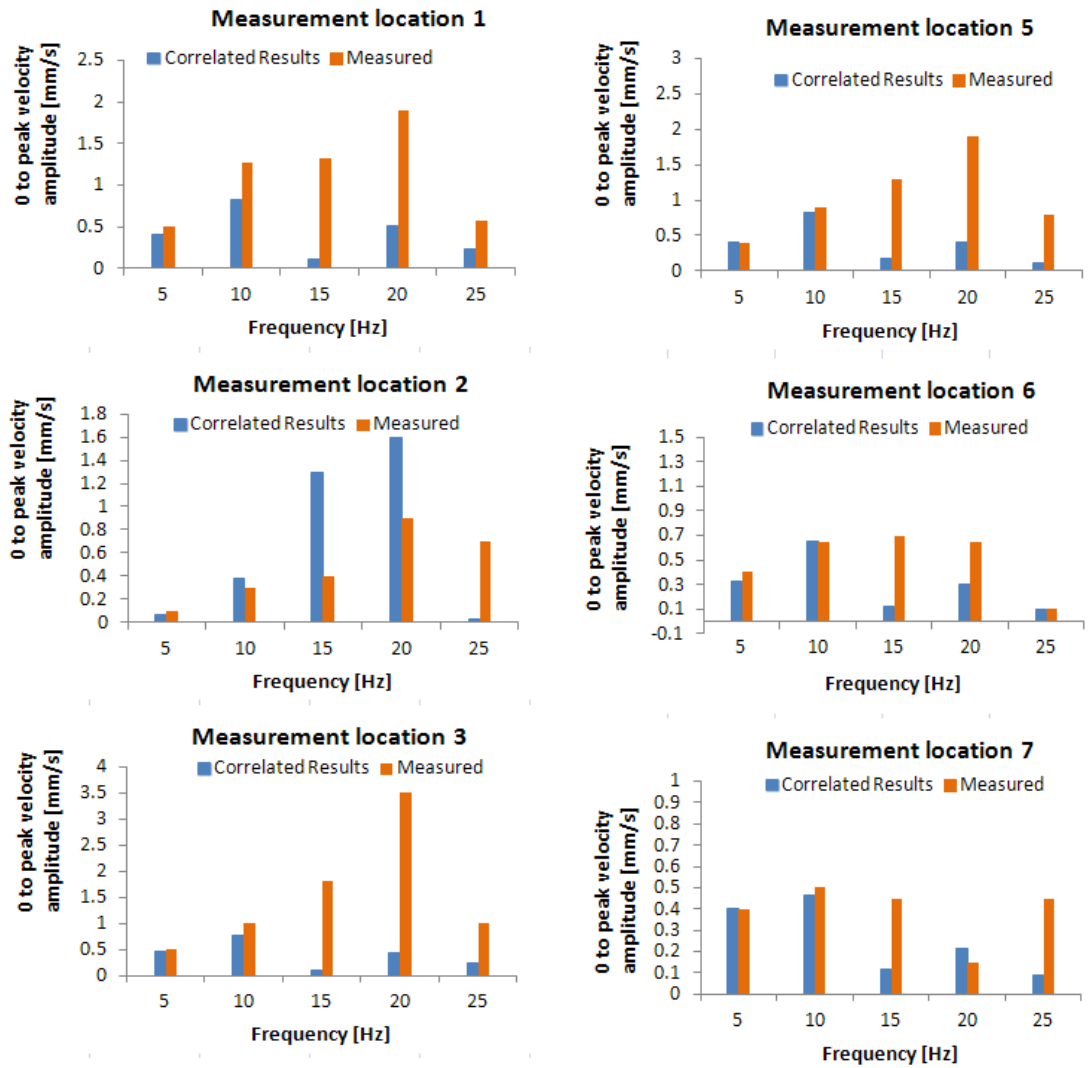 Measurement location 1
Correlated Results Measured
0 to peak velocity
amplitude [mm/s]
2.5
2
1.5
1
0.5
0
5 10 15 20 25
Frequency [Hz]
Measurement location 2
Correlated Results Measured
0 to peak velocity
amplitude [mm/s]
1.8
1.6
1.4
1.2
1
0.8
0.6
0.4
0.2
0
5 10 15 20 25
Frequency [Hz]
Measurement location 3
Correlated Results Measured
0 to peak velocity
amplitude [mm/s]
4
3.5
3
2.5
2
1.5
1
0.5
0
5 10 15 20 25
Frequency [Hz]
Measurement location 5
Correlated Results Measured
0 to peak velocity
amplitude [mm/s]
3
2.5
2
1.5
1
0.5
0
5 10 15 20 25
Frequency [Hz]
Measurement location 6
Correlated Results Measured
0 to peak velocity
amplitude [mm/s]
1.5
1.3
1.1
0.9
0.7
0.5
0.3
0.1
-0.1
5 10 15 20 25
Frequency [Hz]
Measurement location 7
Correlated Results Measured
0 to peak velocity
amplitude [mm/s]
1
0.9
0.8
0.7
0.6
0.5
0.4
0.3
0.2
0.1
0
5 10 15 20 25
Frequency [Hz]